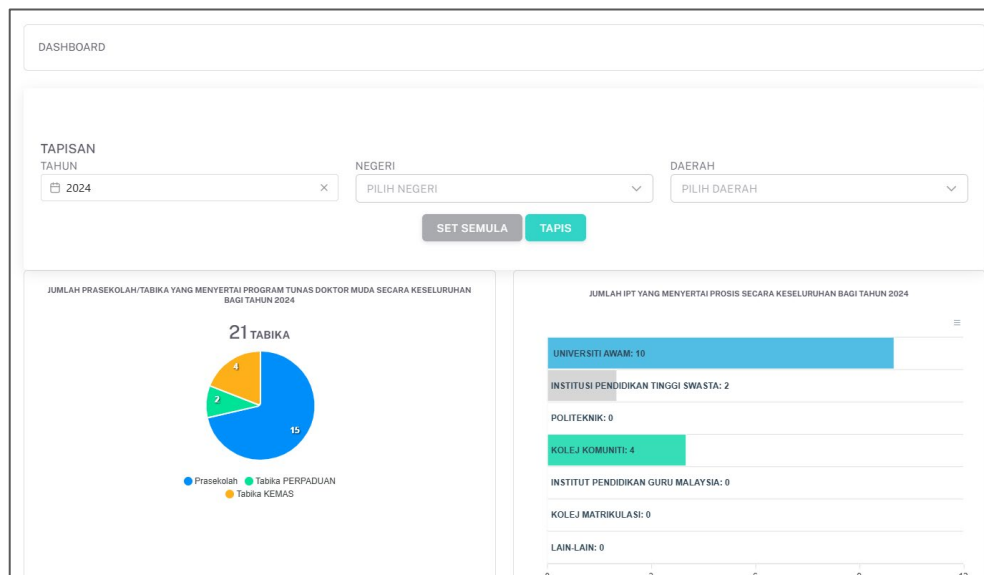 DASHBOARD
TAPISAN
TAHUN
2024
NEGERI
PILIH NEGERI
DAERAH
PILIH DAERAH
SET SEMULA
TAPIS
JUMLAH PRASEKOLAH/TABIKA YANG MENYERTAI PROGRAM TUNAS DOKTOR MUDA SECARA KESELURUHAN
BAGI TAHUN 2024
21 TABIKA
4
2
15
Prasekolah
Tabika PERPADUAN
Tabika KEMAS
JUMLAH IPT YANG MENYERTAI PROSIS SECARA KESELURUHAN BAGI TAHUN 2024
UNIVERSITI AWAM: 10
INSTITUSI PENDIDIKAN TINGGI SWASTA: 2
POLITEKNIK: 0
KOLEJ KOMUNITI: 4
INSTITUT PENDIDIKAN GURU MALAYSIA: 0
KOLEJ MATRIKULASI: 0
LAIN-LAIN: 0